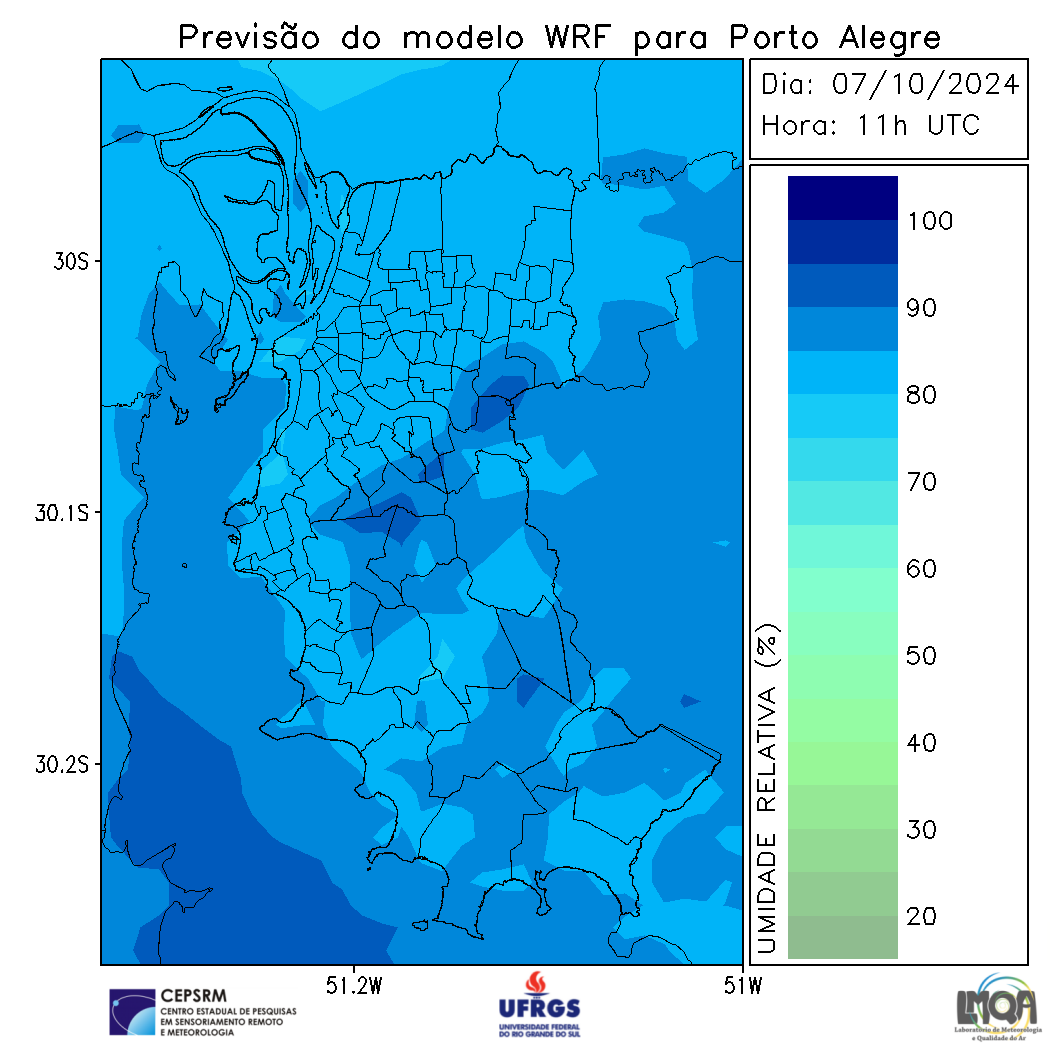 Previsão do modelo WRF para Porto Alegre
Dia: 07/10/2024
Hora: 11h UTC
30S
30.1S
30.2S
51.2W
51W
UMIDADE RELATIVA (%)
100
90
80
70
60
50
40
30
20
CEPSRM
CENTRO ESTADUAL DE PESQUISAS
EM SENSORIAMENTO REMOTO
E METEOROLOGIA
UFRGS
UNIVERSIDADE FEDERAL
DO RIO GRANDE DO SUL
LMQA
Laboratório de Meteorologia
e Qualidade do Ar